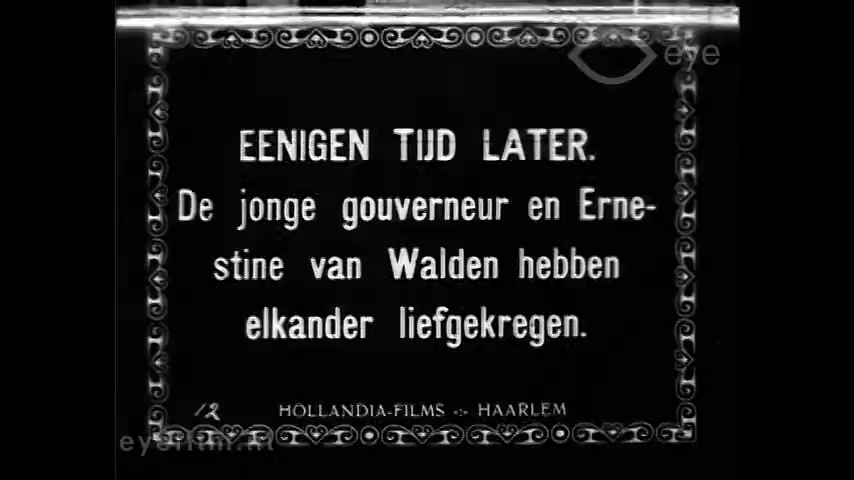 eye
EENIGEN TIJD LATER.
De jonge gouverneur en Erne-
stine van Walden hebben
elkander liefgekregen.
12 HOLLANDIA-FILMS -:- HAARLEM
eyefilm.nl